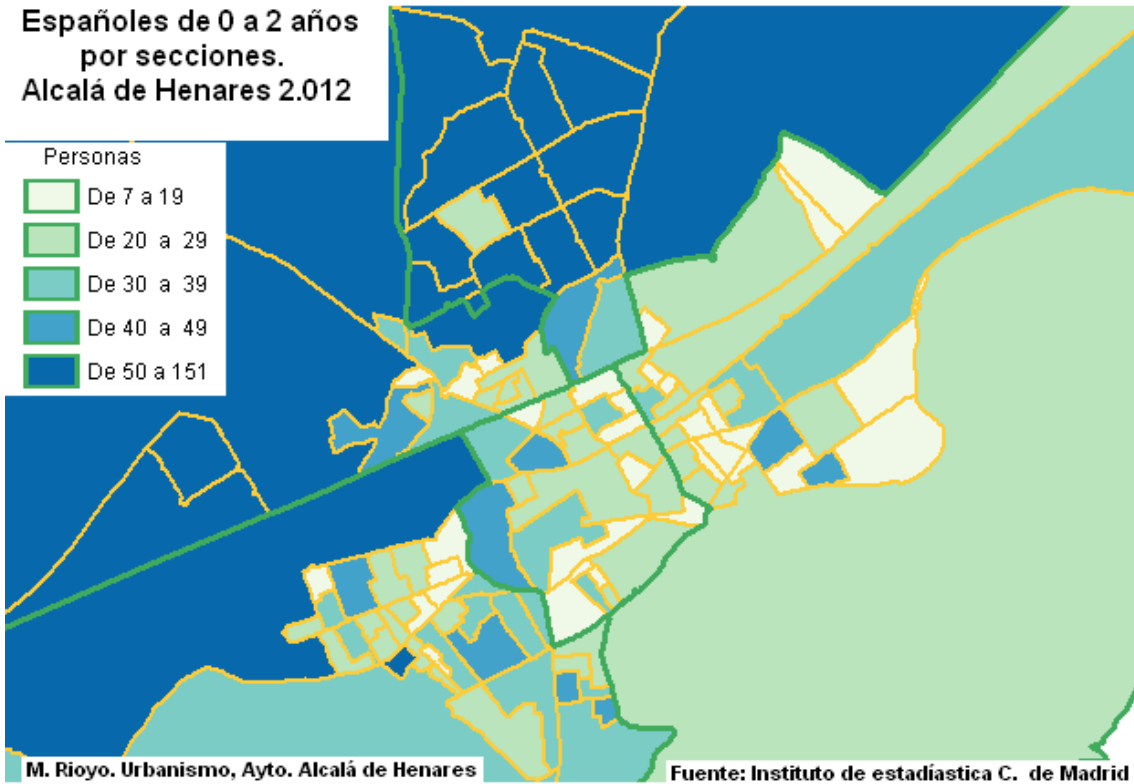 Españoles de 0 a 2 años
por secciones.
Alcalá de Henares 2.012
Personas
De 7 a 19
De 20 a 29
De 30 a 39
De 40 a 49
De 50 a 151
M. Rioyo. Urbanismo, Ayto. Alcalá de Henares
Fuente: Instituto de estadíastica C. de Madrid